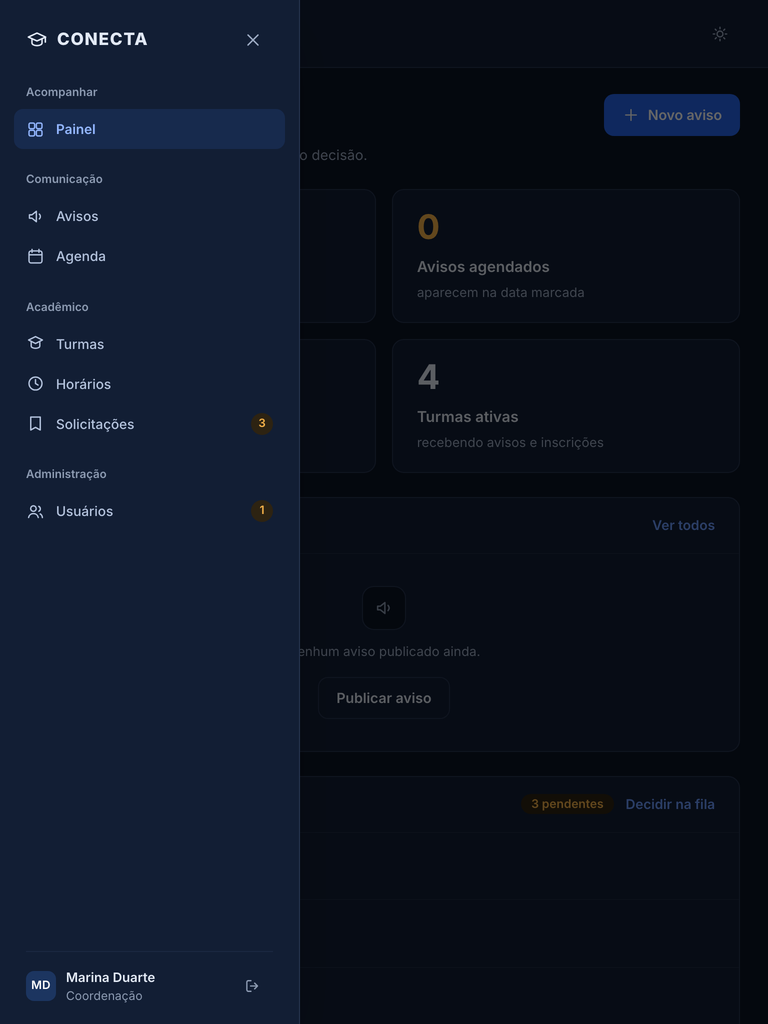 CONECTA
Acompanhar
Painel
Comunicação
Avisos
Agenda
Acadêmico
Turmas
Horários
Solicitações
3
Administração
Usuários
1
MD
Marina Duarte
Coordenação
Novo aviso
o decisão.
0
Avisos agendados
aparecem na data marcada
4
Turmas ativas
recebendo avisos e inscrições
Ver todos
enhum aviso publicado ainda.
Publicar aviso
3 pendentes
Decidir na fila